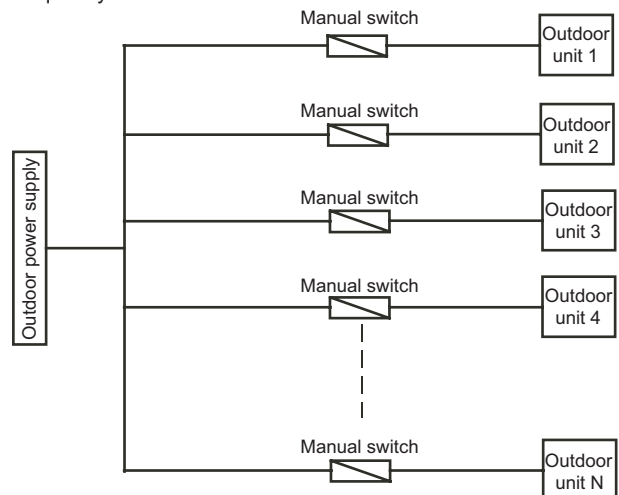 Manual switch
Outdoor
unit 1
Manual switch
Outdoor
unit 2
Manual switch
Outdoor
unit 3
Manual switch
Outdoor
unit 4
Outdoor power supply
Manual switch
Outdoor
unit N